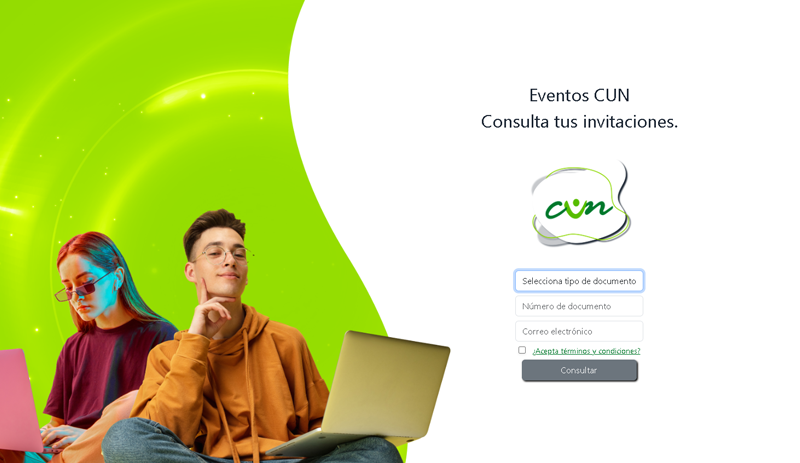 Eventos CUN
Consulta tus invitaciones.
cun
Selecciona tipo de documento
Número de documento
Correo electrónico
¿Acepta términos y condiciones?
Consultar